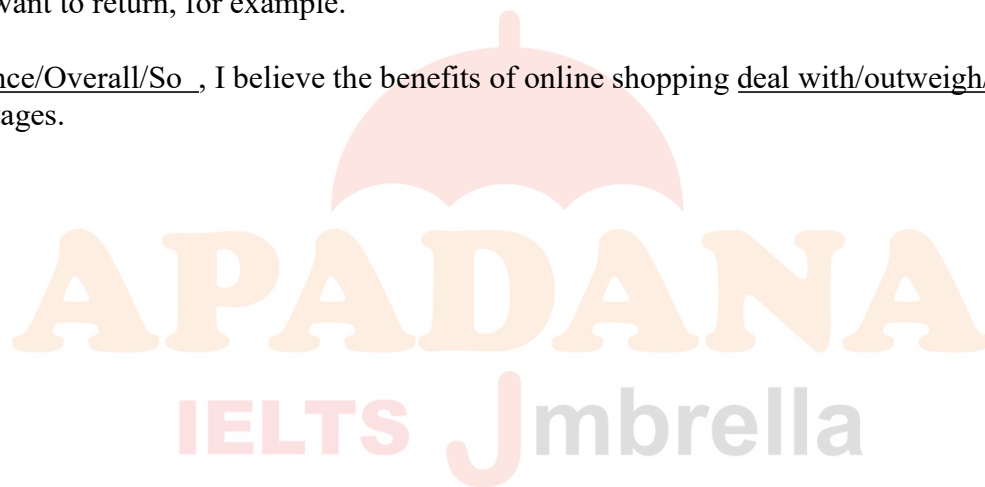 want to return, for example.
nce/Overall/So , I believe the benefits of online shopping deal with/outweigh/
ages.
APADANA
IELTS Umbrella